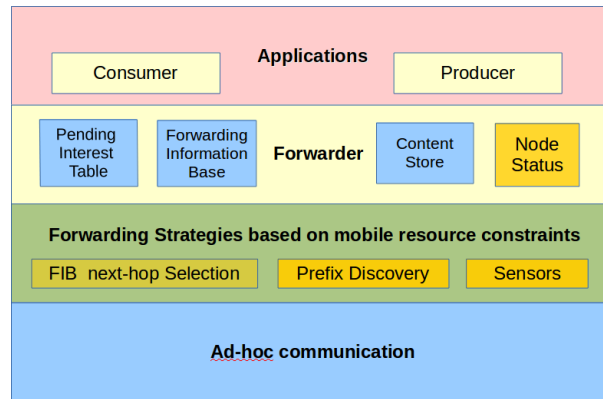 Applications
Consumer
Producer
Pending
Interest
Table
Forwarding
Information
Base
Forwarder
Content
Store
Node
Status
Forwarding Strategies based on mobile resource constraints
FIB next-hop Selection
Prefix Discovery
Sensors
Ad-hoc communication